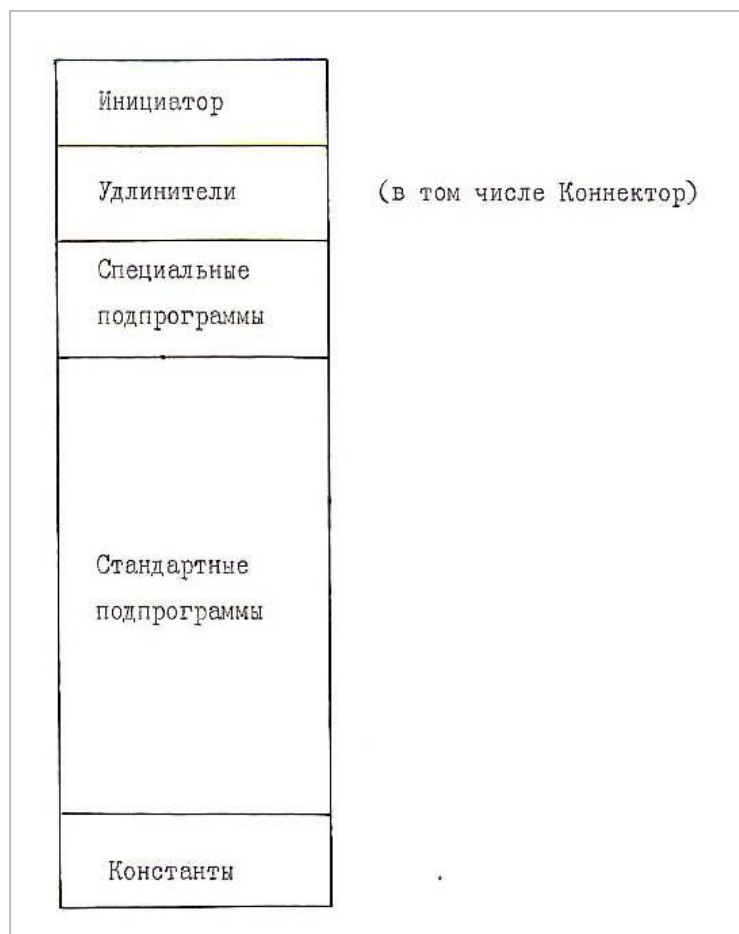 Инициатор
Удлинители (в том числе Коннектор)
Специальные
подпрограммы
Стандартные
подпрограммы
Константы